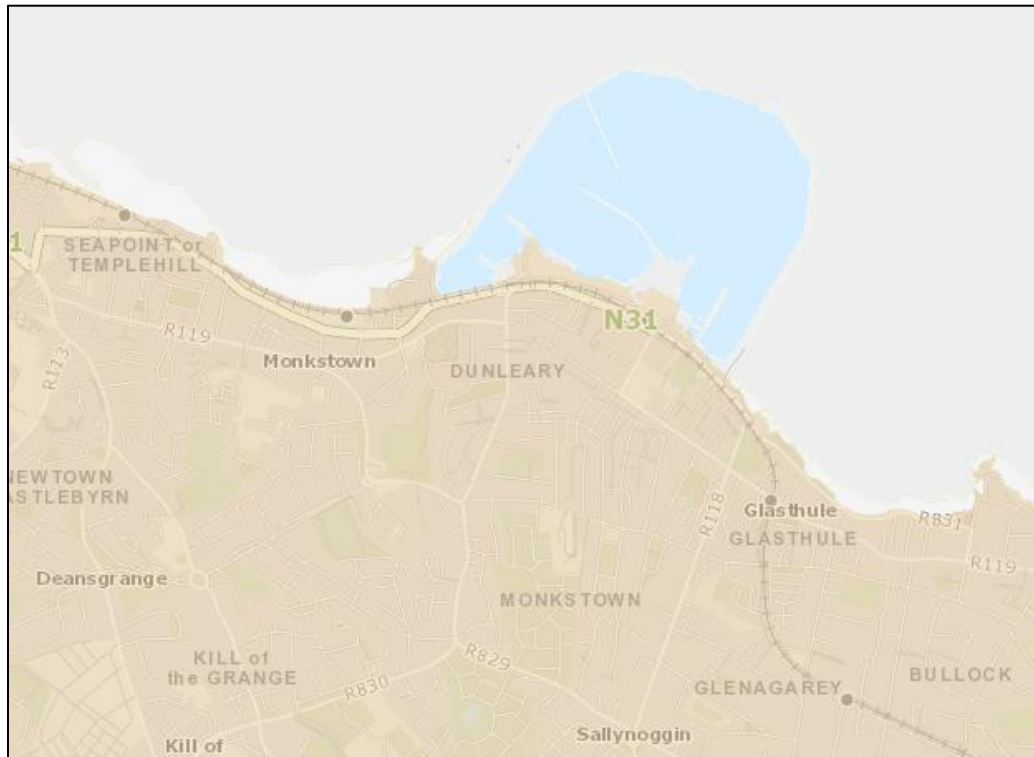 1
SEAPOINT or
TEMPLEHILL
R119
N31
R113
Monkstown
DUNLEARY
NEWTOWN
ASTLEBYRN
R118
Glasthule
R831
GLASTHULE
R119
Deansgrange
MONKSTOWN
KILL of
the GRANGE
R829
R830
GLENAGAREY
BULLOCK
Sallynoggin
Kill of